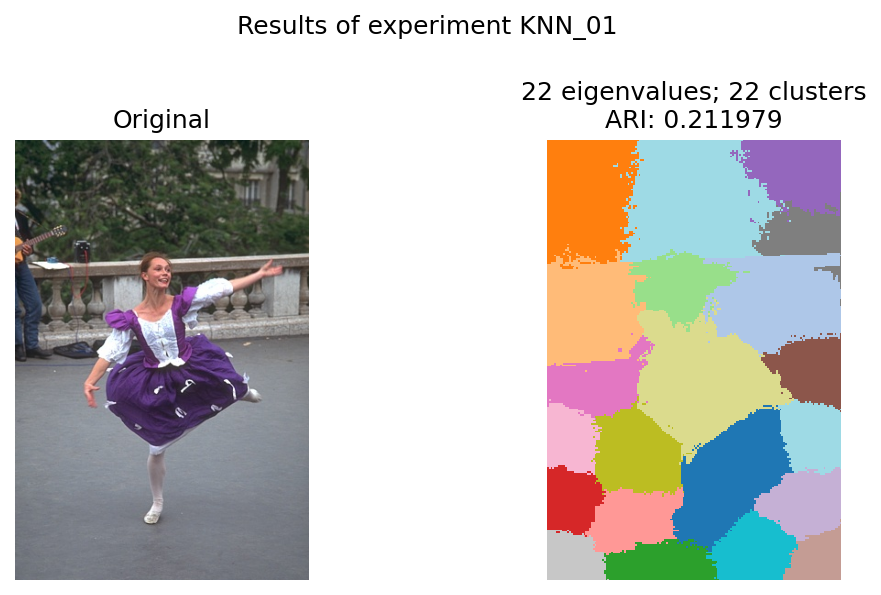 Results of experiment KNN_01
Original
22 eigenvalues; 22 clusters
ARI: 0.211979